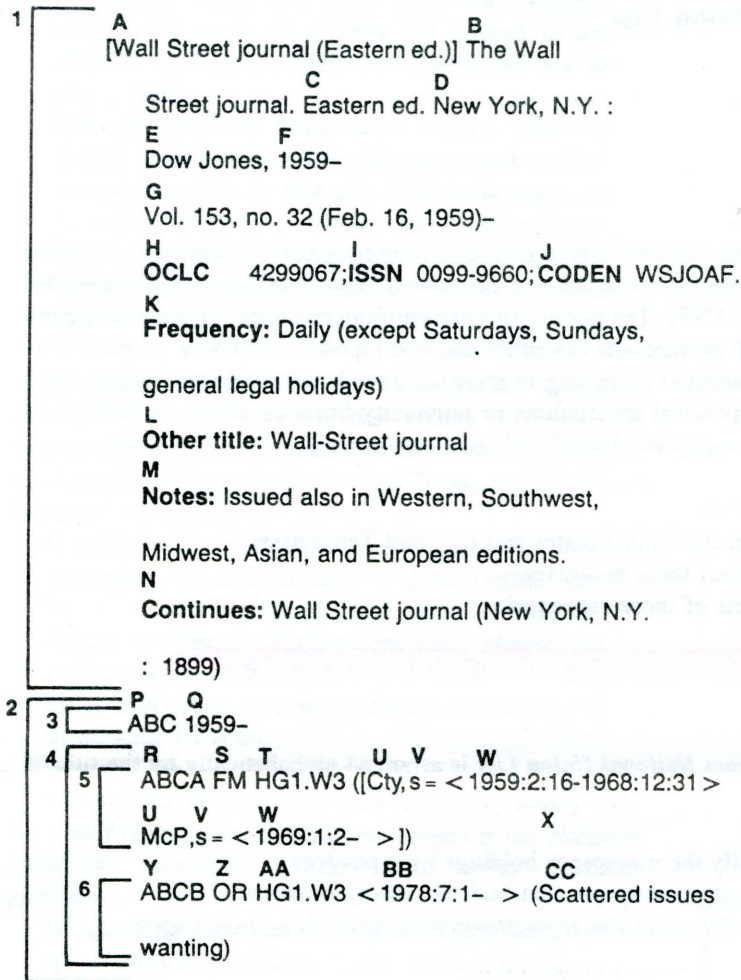 1
A B
[Wall Street journal (Eastern ed.)] The Wall
C D
Street journal. Eastern ed. New York, N.Y. :
E F
Dow Jones, 1959–
G
Vol. 153, no. 32 (Feb. 16, 1959)–
H I J
OCLC 4299067;ISSN 0099-9660; CODEN WSJOAF.
K
Frequency: Daily (except Saturdays, Sundays,
general legal holidays)
L
Other title: Wall-Street journal
M
Notes: Issued also in Western, Southwest,
Midwest, Asian, and European editions.
N
Continues: Wall Street journal (New York, N.Y.
: 1899)
2 P Q
3 ABC 1959–
4 R S T U V W
5 ABCA FM HG1.W3 ([Cty,s = < 1959:2:16-1968:12:31 >
U V W X
McP,s = < 1969:1:2– > ])
Y Z AA BB CC
6 ABCB OR HG1.W3 < 1978:7:1– > (Scattered issues
wanting)